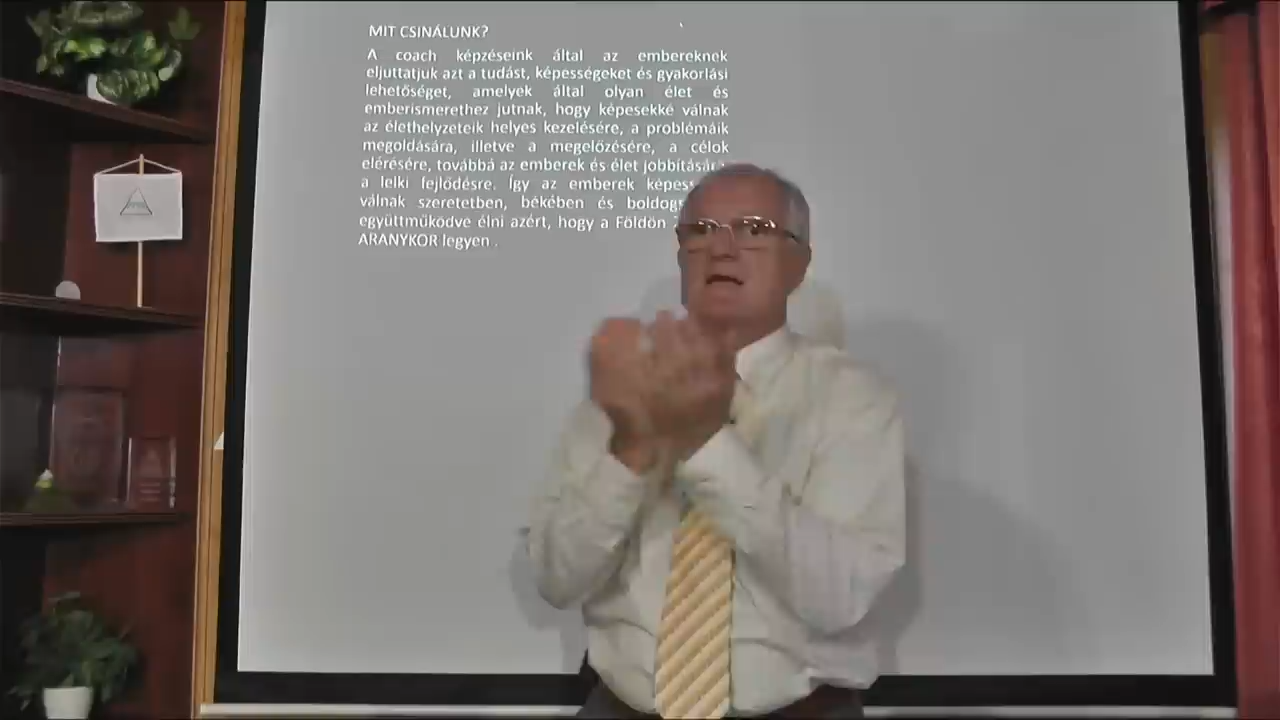 MIT CSINÁLUNK?
A coach képzéseink által az embereknek
eljuttatjuk azt a tudást, képességeket és gyakorlási
lehetőséget, amelyek által olyan élet és
emberismerethez jutnak, hogy képesekké válnak
az élethelyzeteik helyes kezelésére, a problémáik
megoldására, illetve a megelőzésére, a célok
elérésére, továbbá az emberek és élet jobbítására
a lelki fejlődésre. Így az emberek
válnak szeretetben, békében és
együttműködve élni azért, hogy a Földön
ARANYKOR legyen .